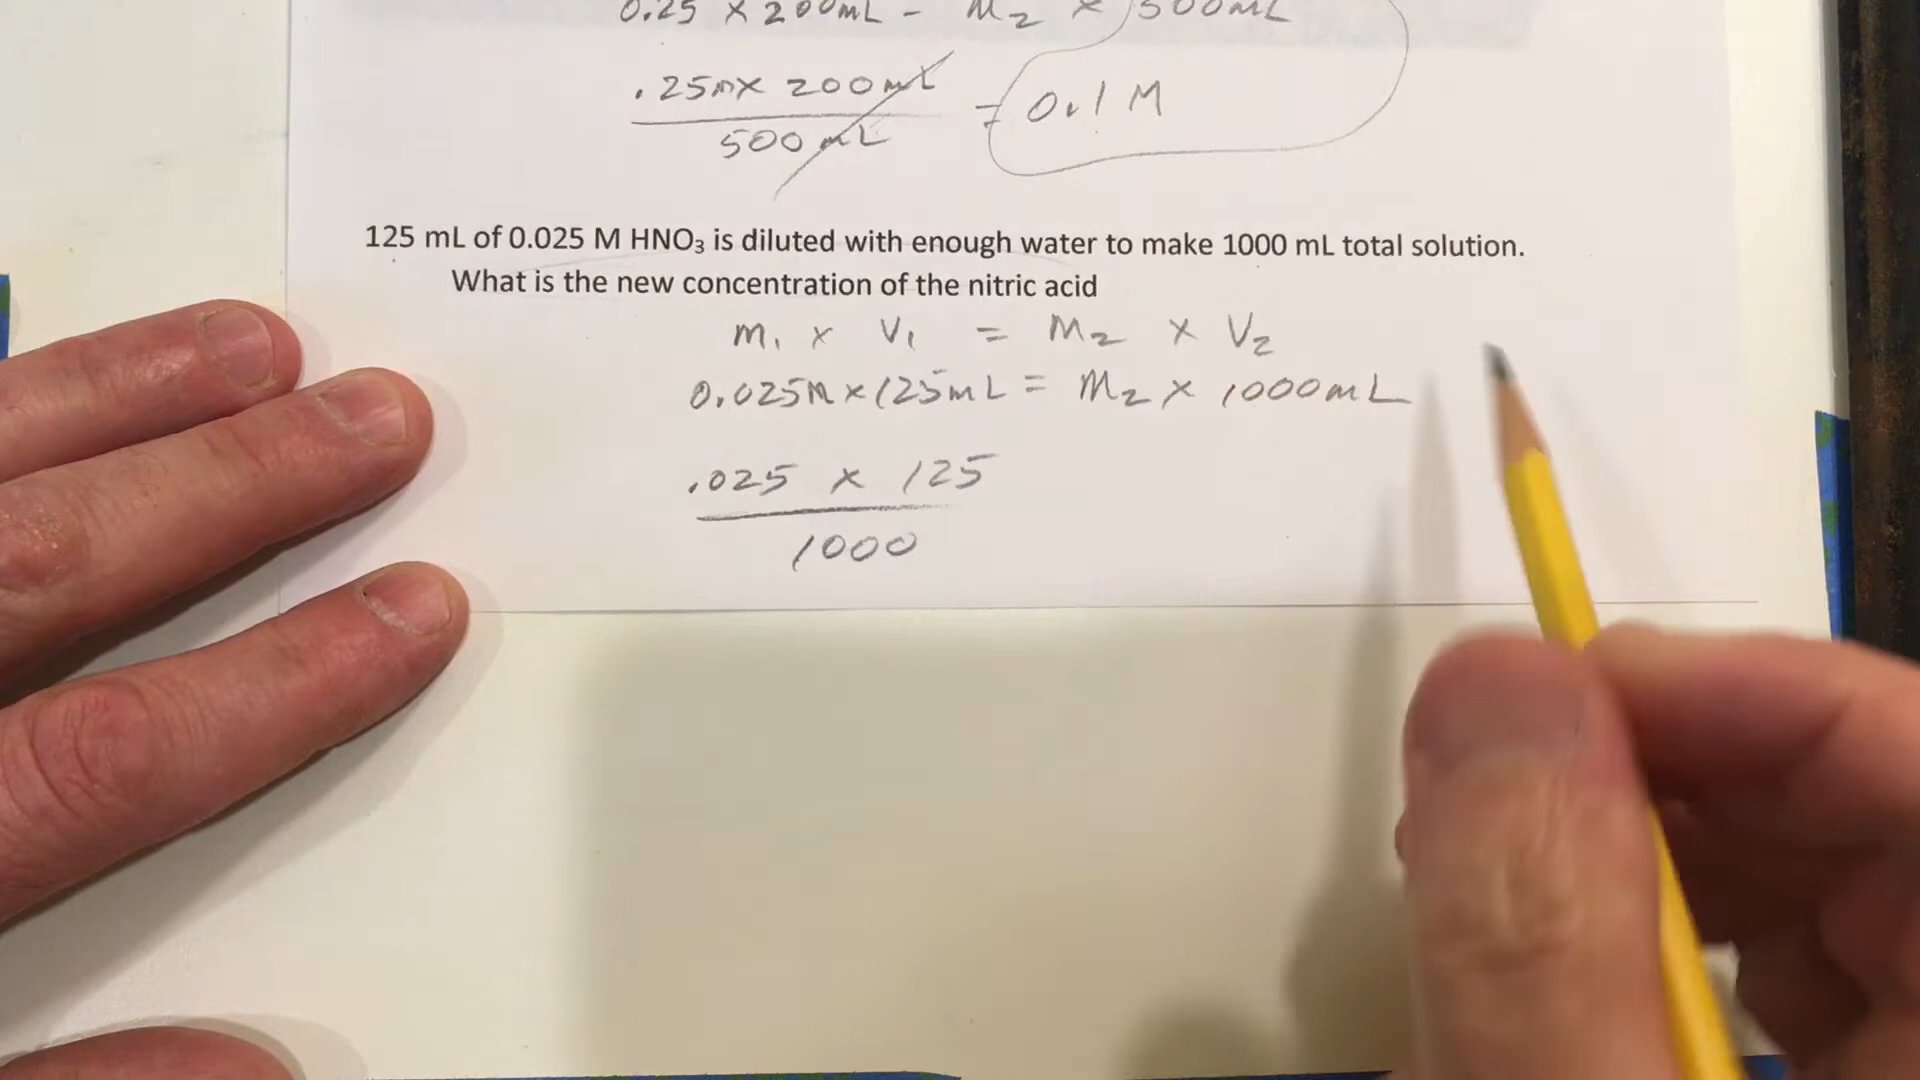 0.25 × 200mL = M₂ × 500mL
.25M × 200mL = 0.1 M
500mL
125 mL of 0.025 M HNO₃ is diluted with enough water to make 1000 mL total solution.
What is the new concentration of the nitric acid
M₁ × V₁ = M₂ × V₂
0.025M × 125mL = M₂ × 1000mL
.025 × 125
1000